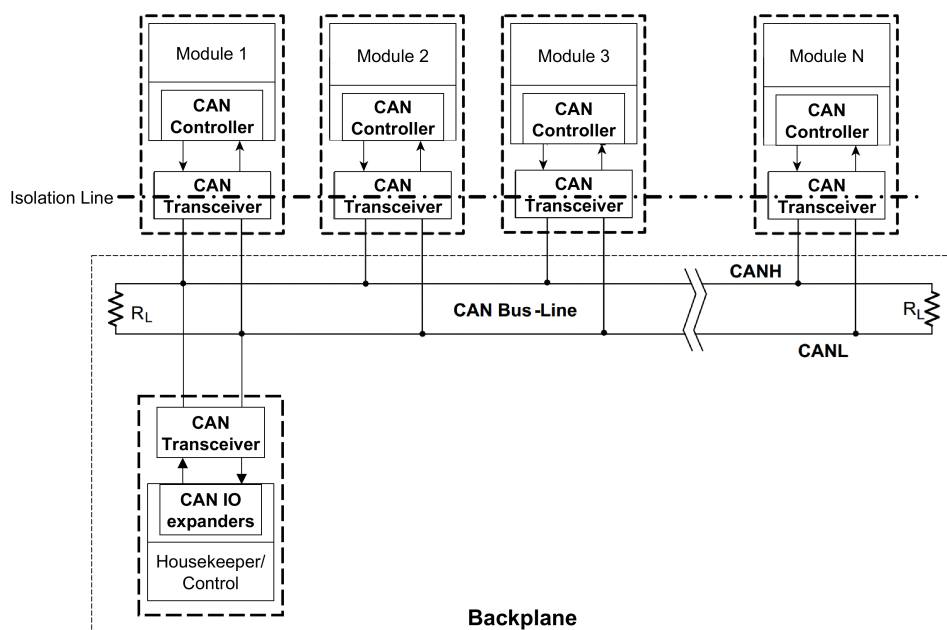 Module 1
Module 2
Module 3
Module N
CAN
Controller
CAN
Controller
CAN
Controller
CAN
Controller
Isolation Line
CAN
Transceiver
CAN
Transceiver
CAN
Transceiver
CAN
Transceiver
CANH
RL
CAN Bus-Line
RL
CANL
CAN
Transceiver
CAN IO
expanders
Housekeeper/
Control
Backplane